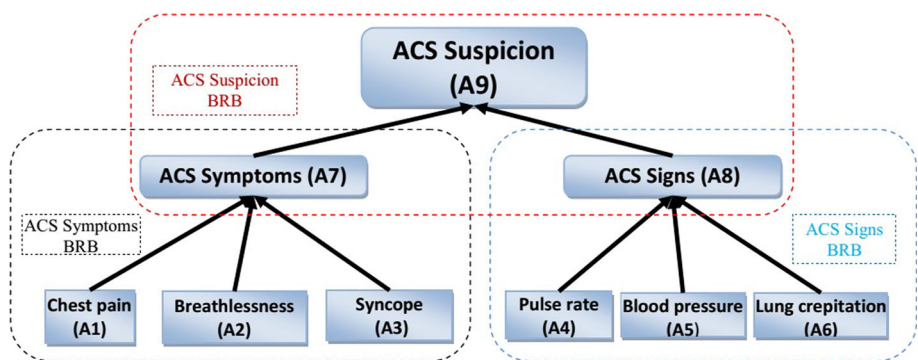 ACS Suspicion
(A9)
ACS Suspicion
BRB
ACS Symptoms (A7)
ACS Signs (A8)
ACS Symptoms
BRB
ACS Signs
BRB
Chest pain
(A1)
Breathlessness
(A2)
Syncope
(A3)
Pulse rate
(A4)
Blood pressure
(A5)
Lung crepitation
(A6)